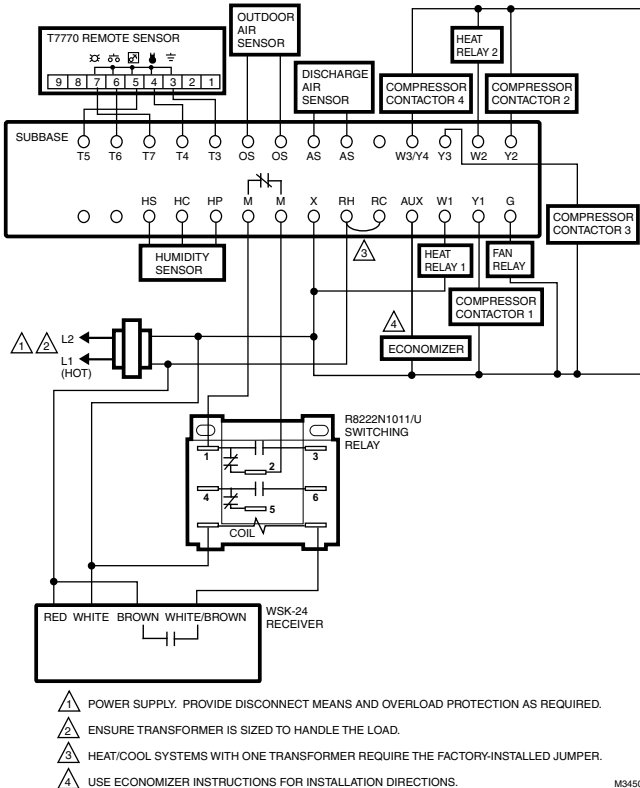 OUTDOOR
AIR
SENSOR
T7770 REMOTE SENSOR
9 8 7 6 5 4 3 2 1
DISCHARGE
AIR
SENSOR
HEAT
RELAY 2
COMPRESSOR
CONTACTOR 4
COMPRESSOR
CONTACTOR 2
SUBBASE
T5 T6 T7 T4 T3 OS OS AS AS W3/Y4 Y3 W2 Y2
M M
HS HC HP X RH RC AUX W1 Y1 G
HUMIDITY
SENSOR
3
HEAT
RELAY 1
FAN
RELAY
COMPRESSOR
CONTACTOR 3
COMPRESSOR
CONTACTOR 1
4
ECONOMIZER
1 2
L2
L1
(HOT)
R8222N1011/U
SWITCHING
RELAY
1 2 3
4 5 6
COIL
RED WHITE BROWN WHITE/BROWN
WSK-24
RECEIVER
1 POWER SUPPLY. PROVIDE DISCONNECT MEANS AND OVERLOAD PROTECTION AS REQUIRED.
2 ENSURE TRANSFORMER IS SIZED TO HANDLE THE LOAD.
3 HEAT/COOL SYSTEMS WITH ONE TRANSFORMER REQUIRE THE FACTORY-INSTALLED JUMPER.
4 USE ECONOMIZER INSTRUCTIONS FOR INSTALLATION DIRECTIONS.
M3450